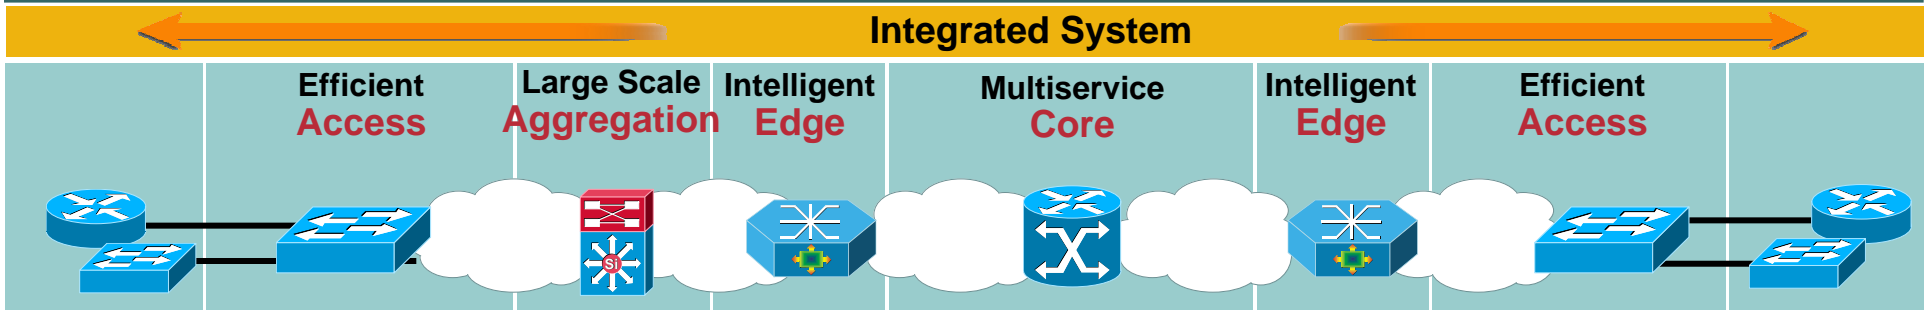 Integrated System
Efficient
Access
Large Scale
Aggregation
Intelligent
Edge
Multiservice
Core
Intelligent
Edge
Efficient
Access
Si